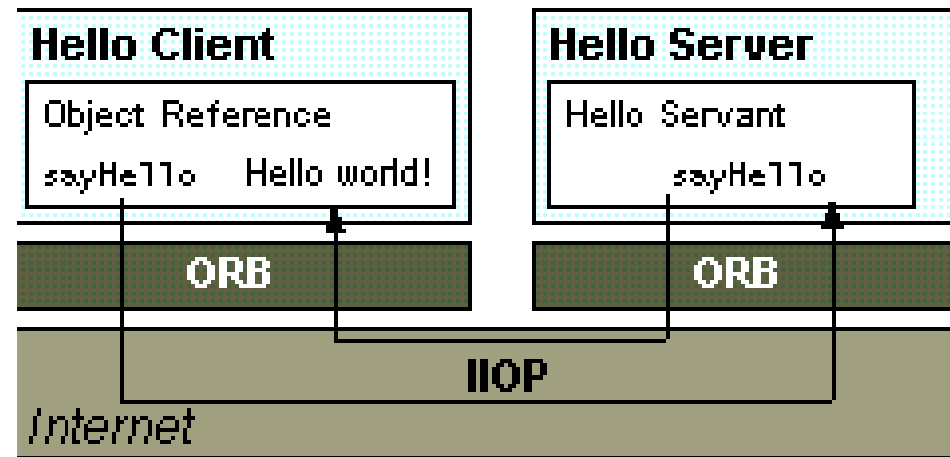 Hello Client
Object Reference
sayHello Hello world!
ORB
Hello Server
Hello Servant
sayHello
ORB
IIOP
Internet